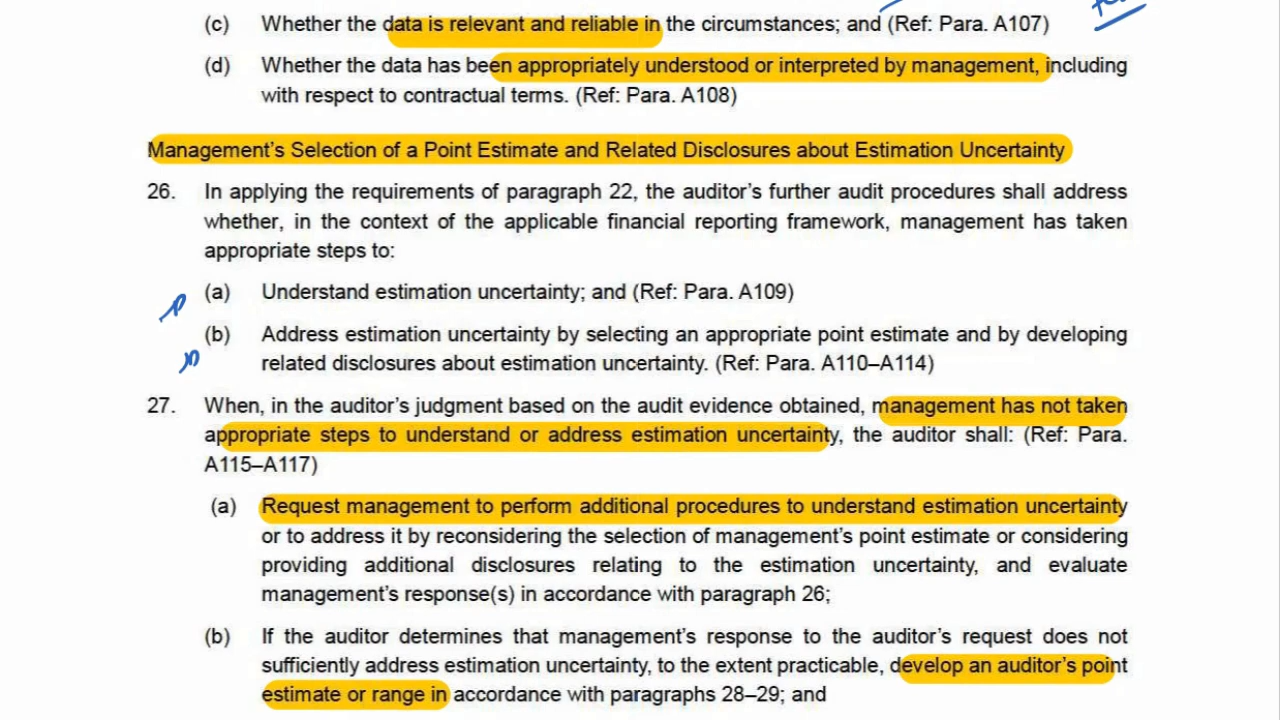 (c) Whether the data is relevant and reliable in the circumstances; and (Ref: Para. A107)
(d) Whether the data has been appropriately understood or interpreted by management, including
with respect to contractual terms. (Ref: Para. A108)
Management's Selection of a Point Estimate and Related Disclosures about Estimation Uncertainty
26. In applying the requirements of paragraph 22, the auditor's further audit procedures shall address
whether, in the context of the applicable financial reporting framework, management has taken
appropriate steps to:
(a) Understand estimation uncertainty; and (Ref: Para. A109)
(b) Address estimation uncertainty by selecting an appropriate point estimate and by developing
related disclosures about estimation uncertainty. (Ref: Para. A110–A114)
27. When, in the auditor's judgment based on the audit evidence obtained, management has not taken
appropriate steps to understand or address estimation uncertainty, the auditor shall: (Ref: Para.
A115–A117)
(a) Request management to perform additional procedures to understand estimation uncertainty
or to address it by reconsidering the selection of management's point estimate or considering
providing additional disclosures relating to the estimation uncertainty, and evaluate
management's response(s) in accordance with paragraph 26;
(b) If the auditor determines that management's response to the auditor's request does not
sufficiently address estimation uncertainty, to the extent practicable, develop an auditor's point
estimate or range in accordance with paragraphs 28–29; and